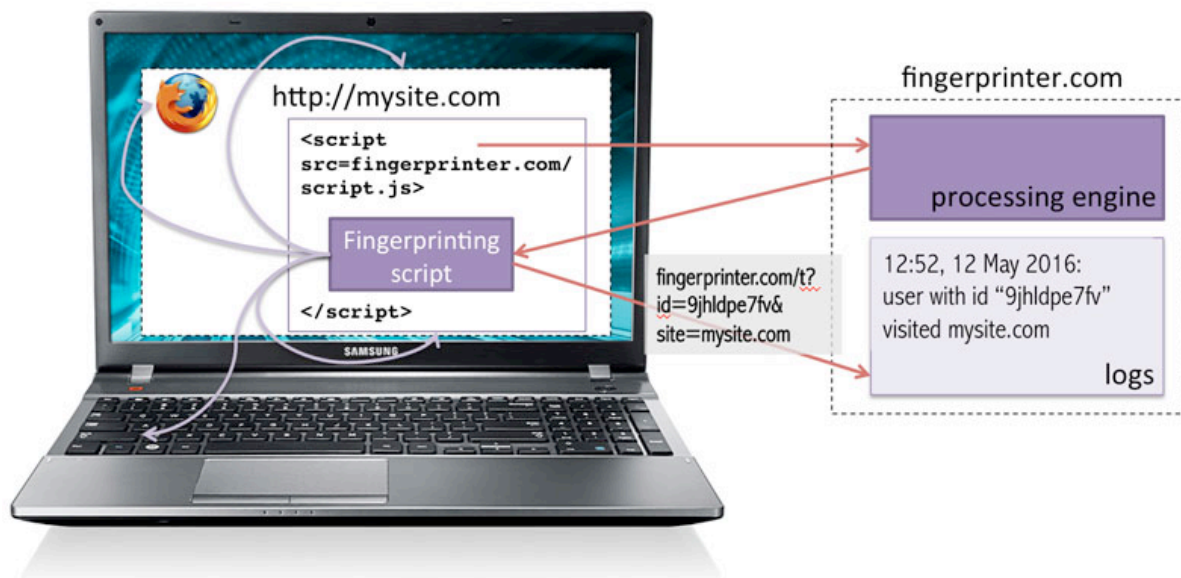 http://mysite.com
<script
src=fingerprinter.com/
script.js>
Fingerprinting
script
</script>
SAMSUNG
fingerprinter.com/t?
id=9jhldpe7fv&
site=mysite.com
fingerprinter.com
processing engine
12:52, 12 May 2016:
user with id “9jhldpe7fv”
visited mysite.com
logs